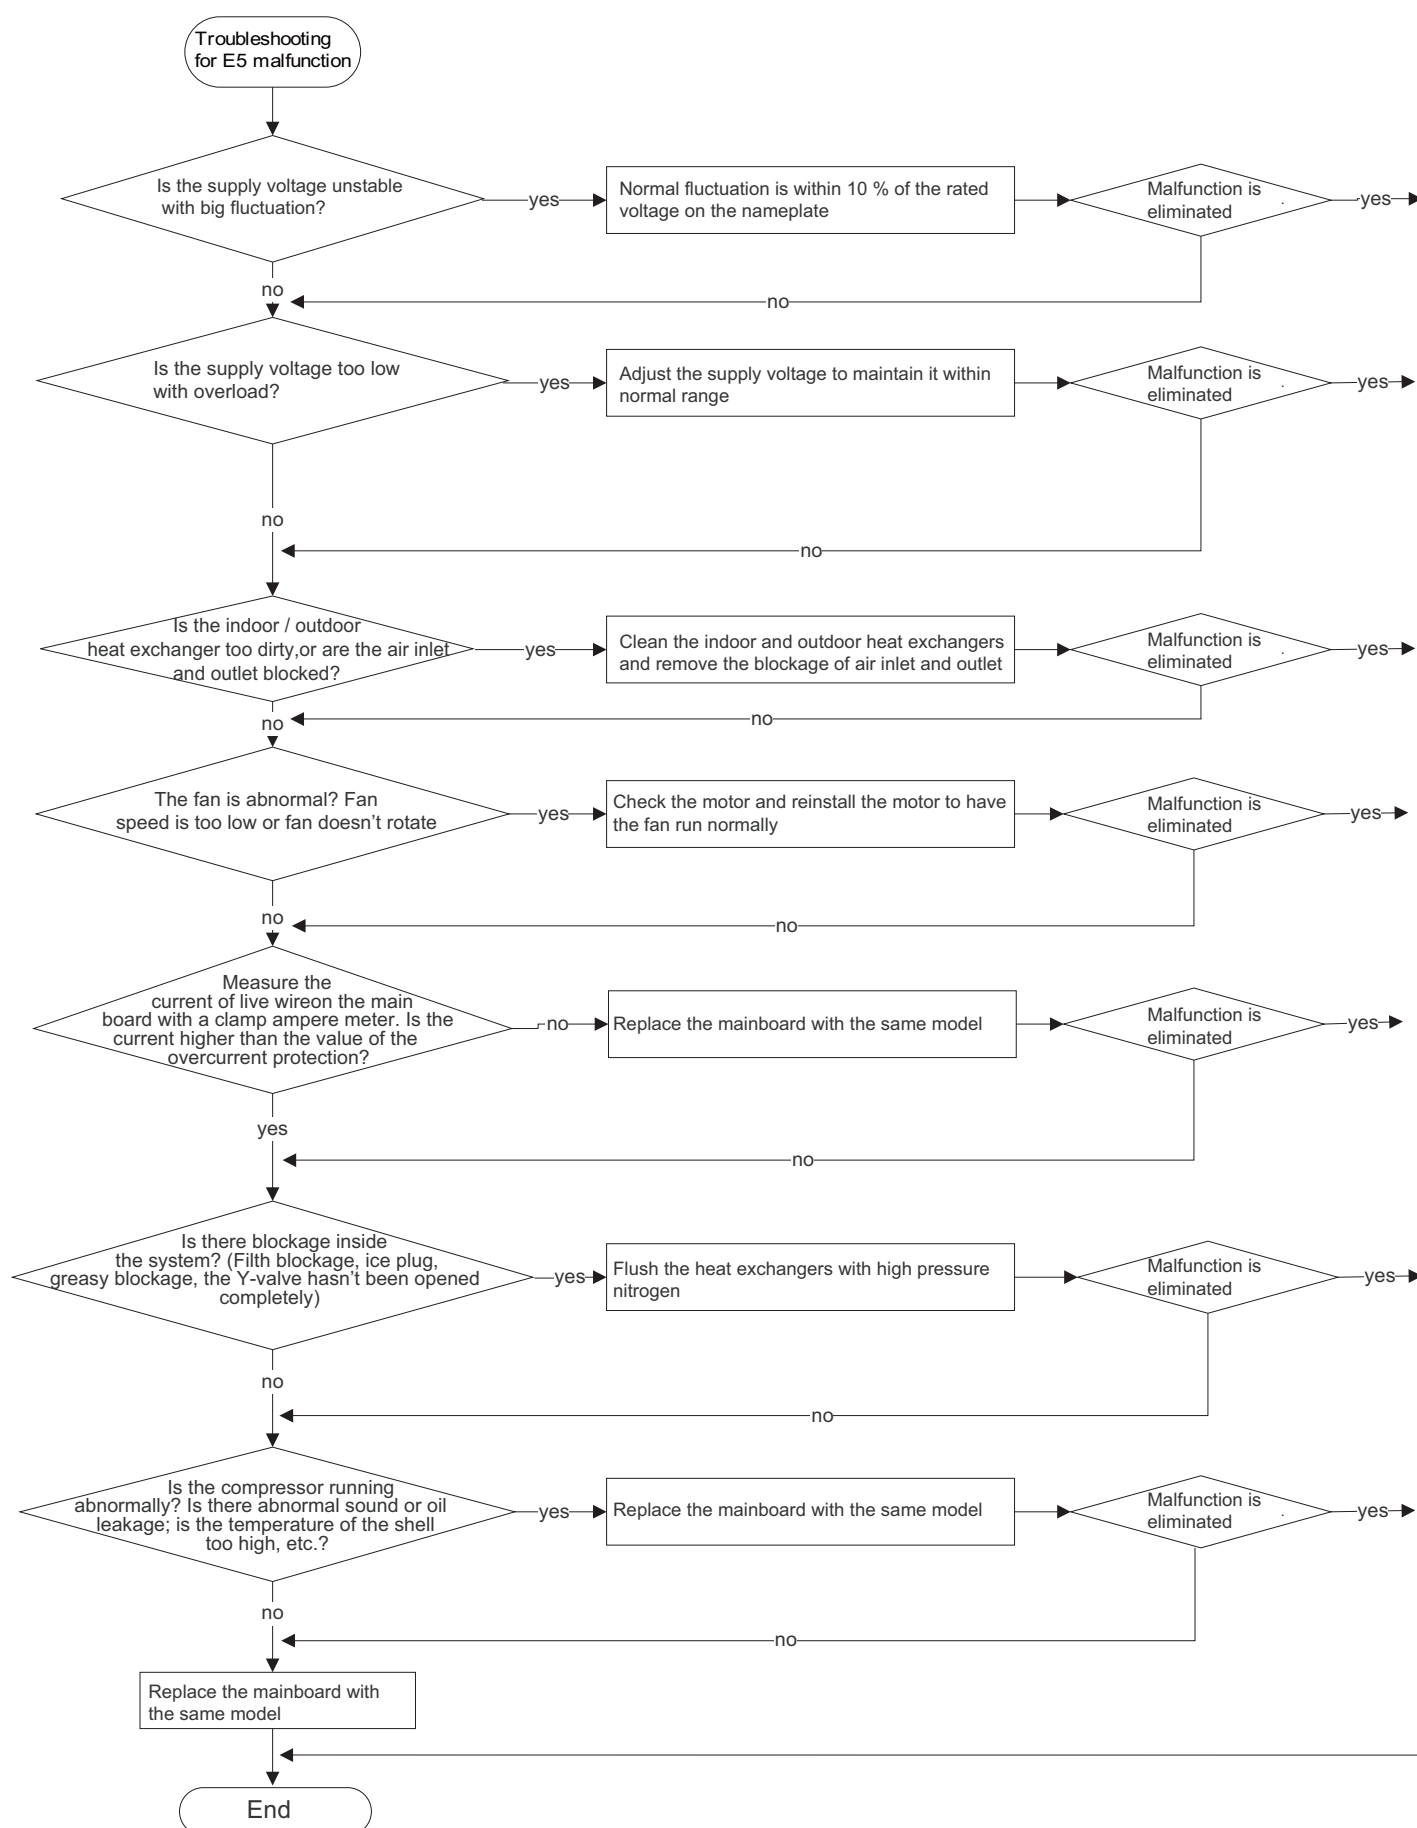 Troubleshooting
for E5 malfunction
Is the supply voltage unstable
with big fluctuation?
yes
Normal fluctuation is within 10 % of the rated
voltage on the nameplate
Malfunction is
eliminated
yes
no
no
Is the supply voltage too low
with overload?
yes
Adjust the supply voltage to maintain it within
normal range
Malfunction is
eliminated
yes
no
no
Is the indoor / outdoor
heat exchanger too dirty,or are the air inlet
and outlet blocked?
yes
Clean the indoor and outdoor heat exchangers
and remove the blockage of air inlet and outlet
Malfunction is
eliminated
yes
no
no
The fan is abnormal? Fan
speed is too low or fan doesn't rotate
yes
Check the motor and reinstall the motor to have
the fan run normally
Malfunction is
eliminated
yes
no
no
Measure the
current of live wireon the main
board with a clamp ampere meter. Is the
current higher than the value of the
overcurrent protection?
no
Replace the mainboard with the same model
Malfunction is
eliminated
yes
yes
no
Is there blockage inside
the system? (Filth blockage, ice plug,
greasy blockage, the Y-valve hasn't been opened
completely)
yes
Flush the heat exchangers with high pressure
nitrogen
Malfunction is
eliminated
yes
no
no
Is the compressor running
abnormally? Is there abnormal sound or oil
leakage; is the temperature of the shell
too high, etc.?
yes
Replace the mainboard with the same model
Malfunction is
eliminated
yes
no
no
Replace the mainboard with
the same model
End